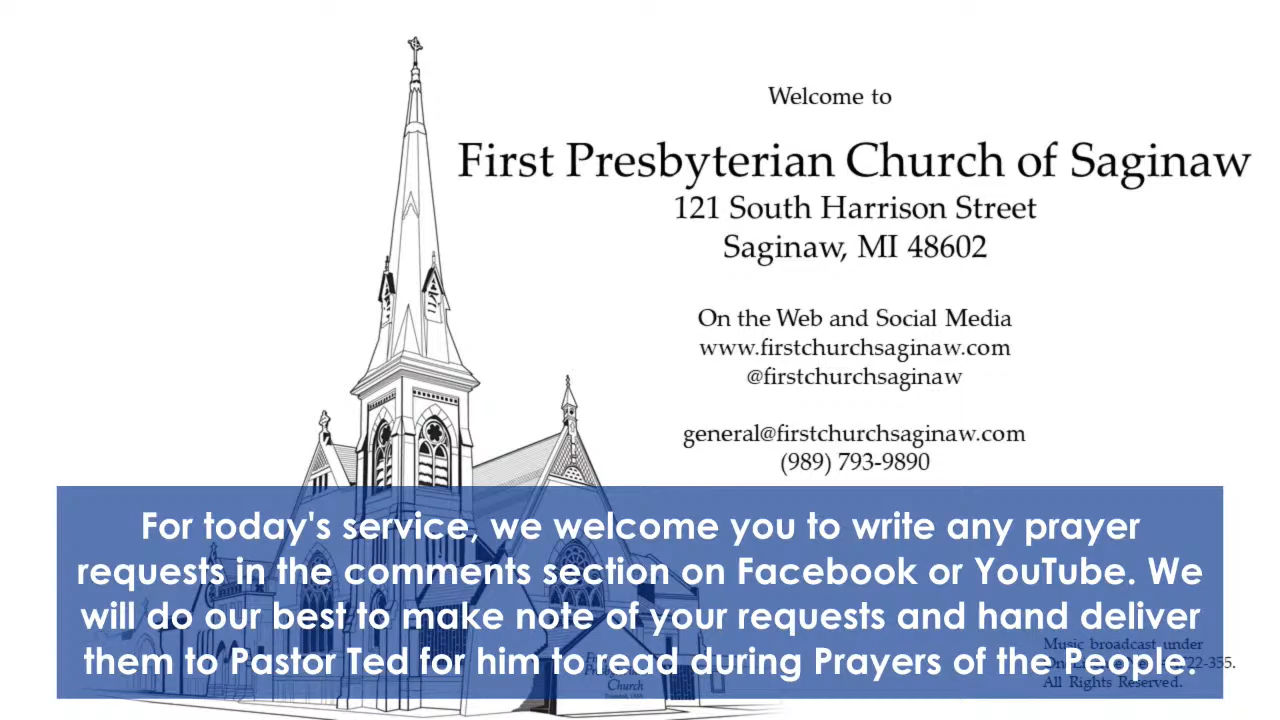 Welcome to
First Presbyterian Church of Saginaw
121 South Harrison Street
Saginaw, MI 48602
On the Web and Social Media
www.firstchurchsaginaw.com
@firstchurchsaginaw
general@firstchurchsaginaw.com
(989) 793-9890
For today's service, we welcome you to write any prayer
requests in the comments section on Facebook or YouTube. We
will do our best to make note of your requests and hand deliver
them to Pastor Ted for him to read during Prayers of the People.
Music broadcast under
22-355.
All Rights Reserved.
Church